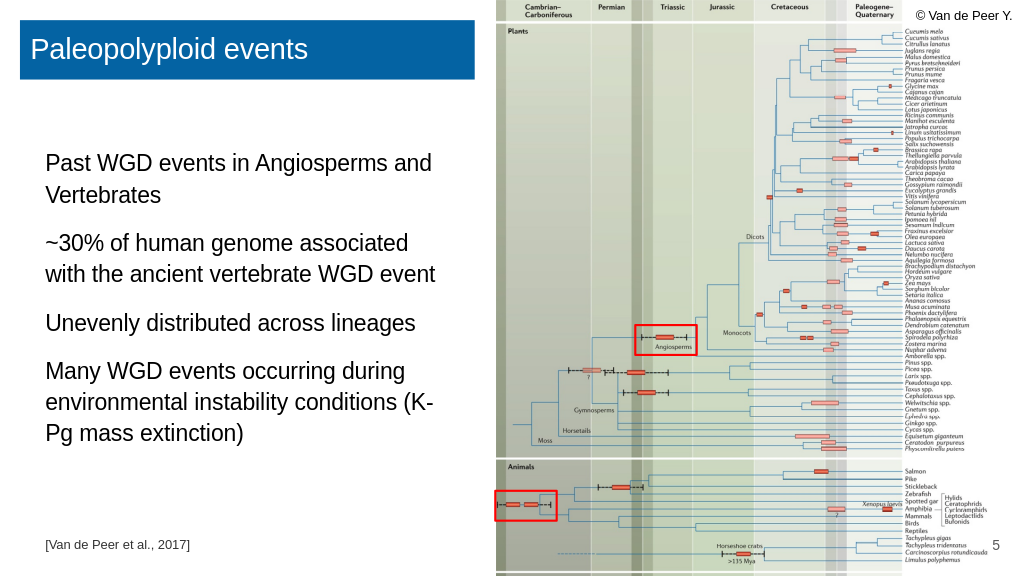 Paleopolyploid events
Past WGD events in Angiosperms and
Vertebrates
~30% of human genome associated
with the ancient vertebrate WGD event
Unevenly distributed across lineages
Many WGD events occurring during
environmental instability conditions (K-
Pg mass extinction)
[Van de Peer et al., 2017]
© Van de Peer Y.
Cambrian–
Carboniferous
Permian
Triassic
Jurassic
Cretaceous
Paleogene–
Quaternary
Plants
Cucumis melo
Cucumis sativus
Citrullus lanatus
Juglans regia
Malus domestica
Pyrus bretschneideri
Prunus persica
Prunus mume
Fragaria vesca
Glycine max
Cajanus cajan
Medicago truncatula
Cicer arietinum
Lotus japonicus
Ricinus communis
Manihot esculenta
Jatropha curcas
Linum usitatissimum
Populus trichocarpa
Salix suchowensis
Brassica rapa
Thellungiella parvula
Arabidopsis thaliana
Arabidopsis lyrata
Carica papaya
Theobroma cacao
Gossypium raimondii
Eucalyptus grandis
Vitis vinifera
Solanum lycopersicum
Solanum tuberosum
Petunia hybrida
Ipomoea nil
Sesamum indicum
Fraxinus excelsior
Olea europaea
Lactuca sativa
Daucus carota
Nelumbo nucifera
Aquilegia formosa
Brachypodium distachyon
Hordeum vulgare
Oryza sativa
Zea mays
Sorghum bicolor
Setaria italica
Ananas comosus
Musa acuminata
Phoenix dactylifera
Phalaenopsis equestris
Dendrobium catenatum
Asparagus officinalis
Spirodela polyrhiza
Zostera marina
Nuphar advena
Amborella spp.
Pinus spp.
Picea spp.
Larix spp.
Pseudotsuga spp.
Taxus spp.
Cephalotaxus spp.
Welwitschia spp.
Gnetum spp.
Ephedra spp.
Ginkgo spp.
Cycas spp.
Equisetum giganteum
Ceratodon purpureus
Physcomitrella patens
Dicots
Monocots
Angiosperms
?
Gymnosperms
Horsetails
Moss
Animals
Salmon
Pike
Stickleback
Zebrafish
Spotted gar
Xenopus laevis
Amphibia
?
Mammals
Birds
Reptiles
Hylids
Ceratophrids
Cycloramphids
Leptodactlids
Bufonids
Horseshoe crabs
>135 Mya
Tachypleus gigas
Tachypleus tridentatus
Carcinoscorpius rotundicauda
Limulus polyphemus
5